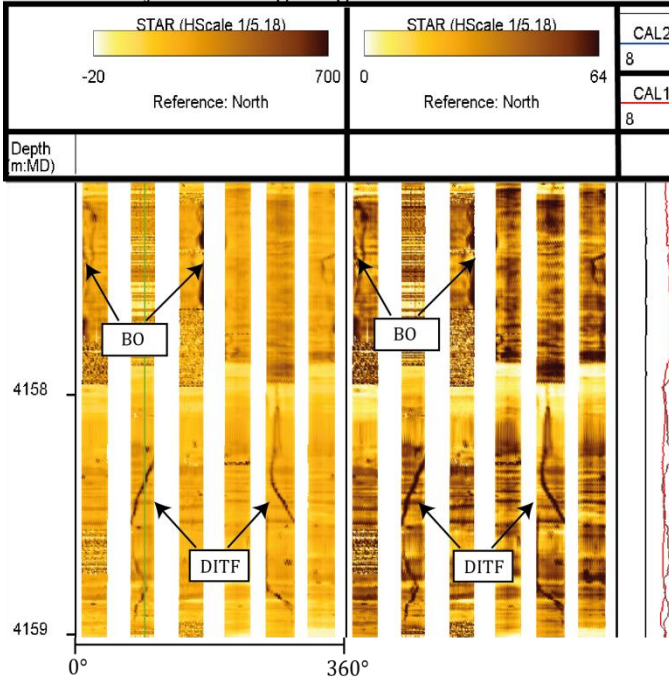 STAR (HScale 1/5.18)
-20
700
Reference: North
STAR (HScale 1/5.18)
0
64
Reference: North
CAL2
8
CAL1
8
Depth
(m:MD)
BO
BO
4158
DITF
DITF
4159
0°
360°